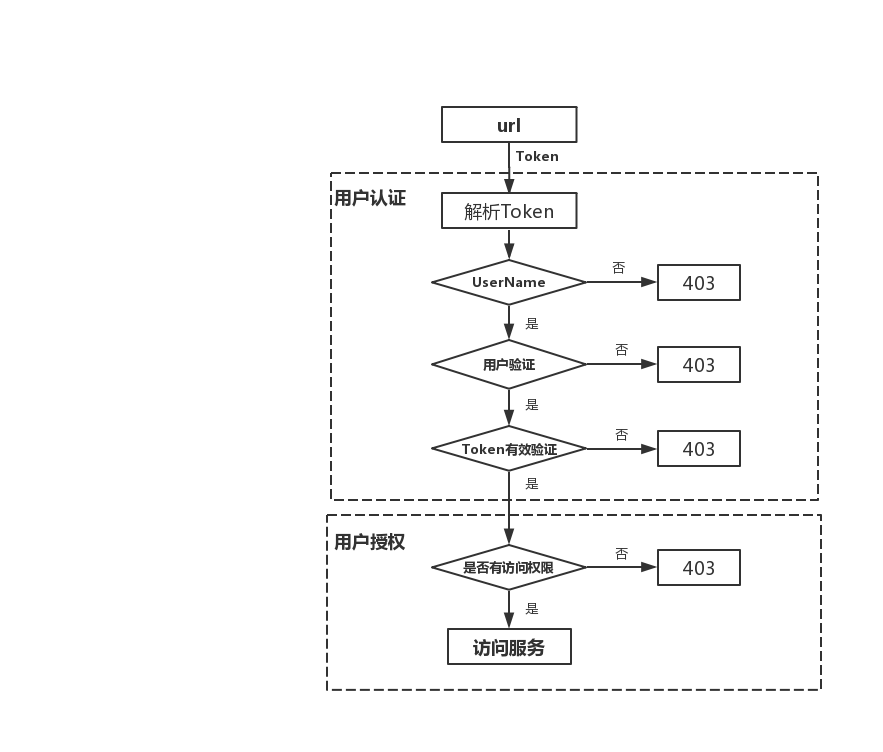 url
Token
用户认证
解析Token
UserName
否
403
是
用户验证
否
403
是
Token有效验证
否
403
是
用户授权
是否有访问权限
否
403
是
访问服务